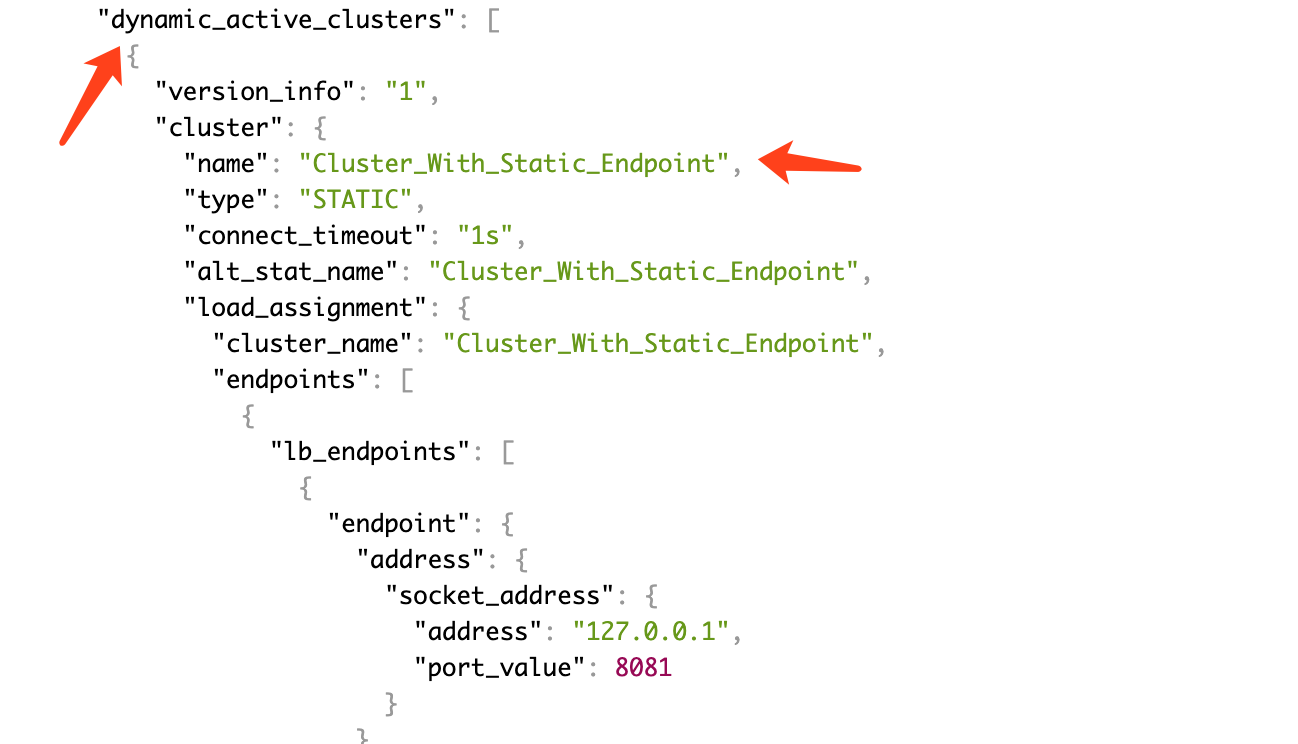 "dynamic_active_clusters": [
{
"version_info": "1",
"cluster": {
"name": "Cluster_With_Static_Endpoint",
"type": "STATIC",
"connect_timeout": "1s",
"alt_stat_name": "Cluster_With_Static_Endpoint",
"load_assignment": {
"cluster_name": "Cluster_With_Static_Endpoint",
"endpoints": [
{
"lb_endpoints": [
{
"endpoint": {
"address": {
"socket_address": {
"address": "127.0.0.1",
"port_value": 8081
}
}